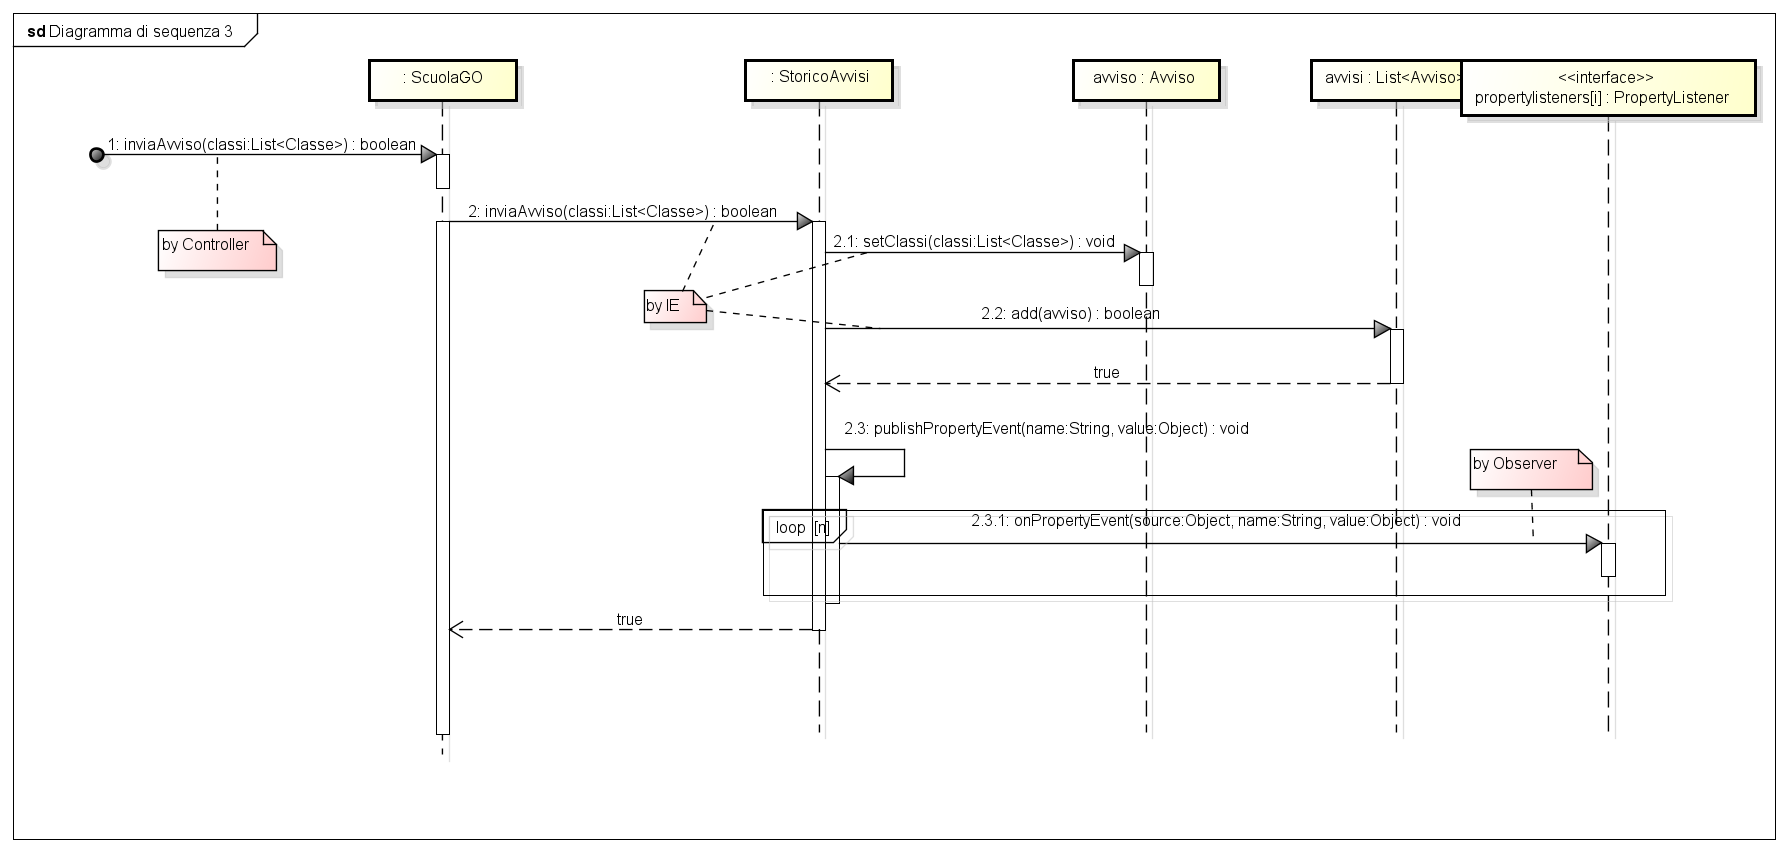 sd Diagramma di sequenza 3
: ScuolaGO
: StoricoAvvisi
avviso : Avviso
avvisi : List<Avviso>
<<interface>>
propertylisteners[i] : PropertyListener
1: inviaAvviso(classi:List<Classe>) : boolean
2: inviaAvviso(classi:List<Classe>) : boolean
by Controller
2.1: setClassi(classi:List<Classe>) : void
by IE
2.2: add(avviso) : boolean
true
2.3: publishPropertyEvent(name:String, value:Object) : void
by Observer
loop [n]
2.3.1: onPropertyEvent(source:Object, name:String, value:Object) : void
true